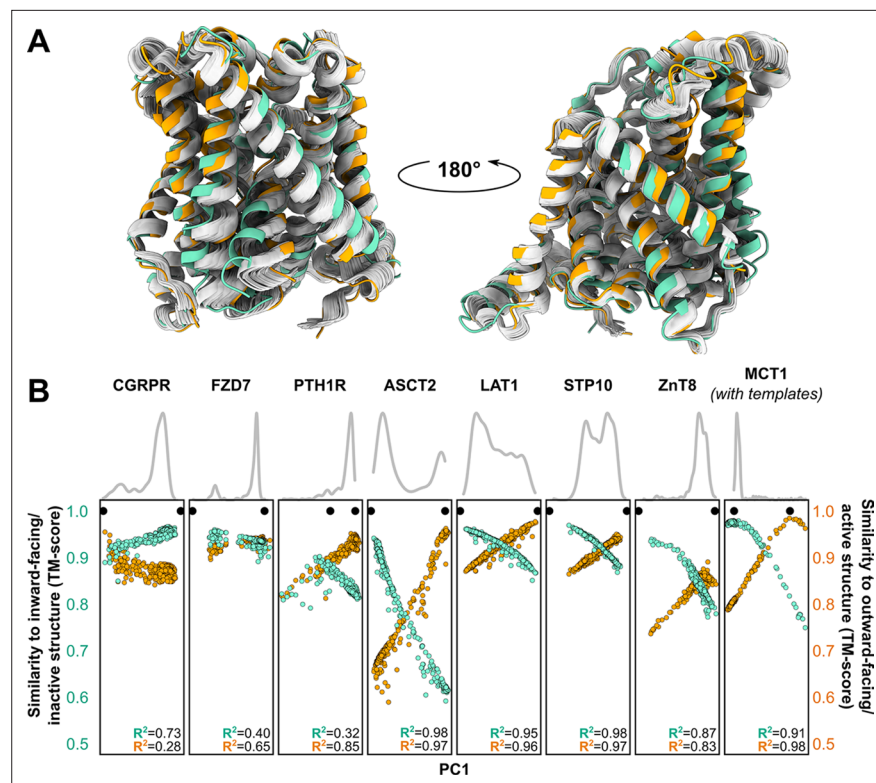 A
180°
B
CGRPR
FZD7
PTH1R
ASCT2
LAT1
STP10
ZnT8
MCT1
(with templates)
Similarity to inward-facing/
inactive structure (TM-score)
1.0
0.9
0.8
0.7
0.6
0.5
R²=0.73
R²=0.28
R²=0.40
R²=0.65
R²=0.32
R²=0.85
R²=0.98
R²=0.97
R²=0.95
R²=0.96
R²=0.98
R²=0.97
R²=0.87
R²=0.83
R²=0.91
R²=0.98
1.0
0.9
0.8
0.7
0.6
0.5
Similarity to outward-facing/
active structure (TM-score)
PC1